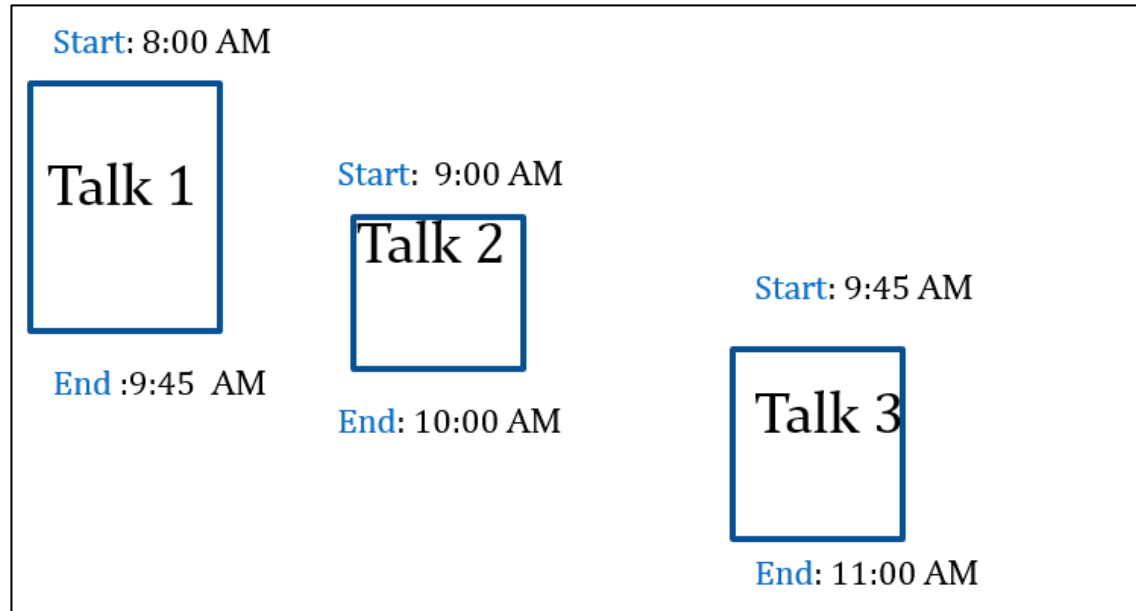 Start: 8:00 AM
Talk 1
End :9:45  AM
Start:  9:00 AM
Talk 2
End: 10:00 AM
Start: 9:45 AM
Talk 3
End: 11:00 AM